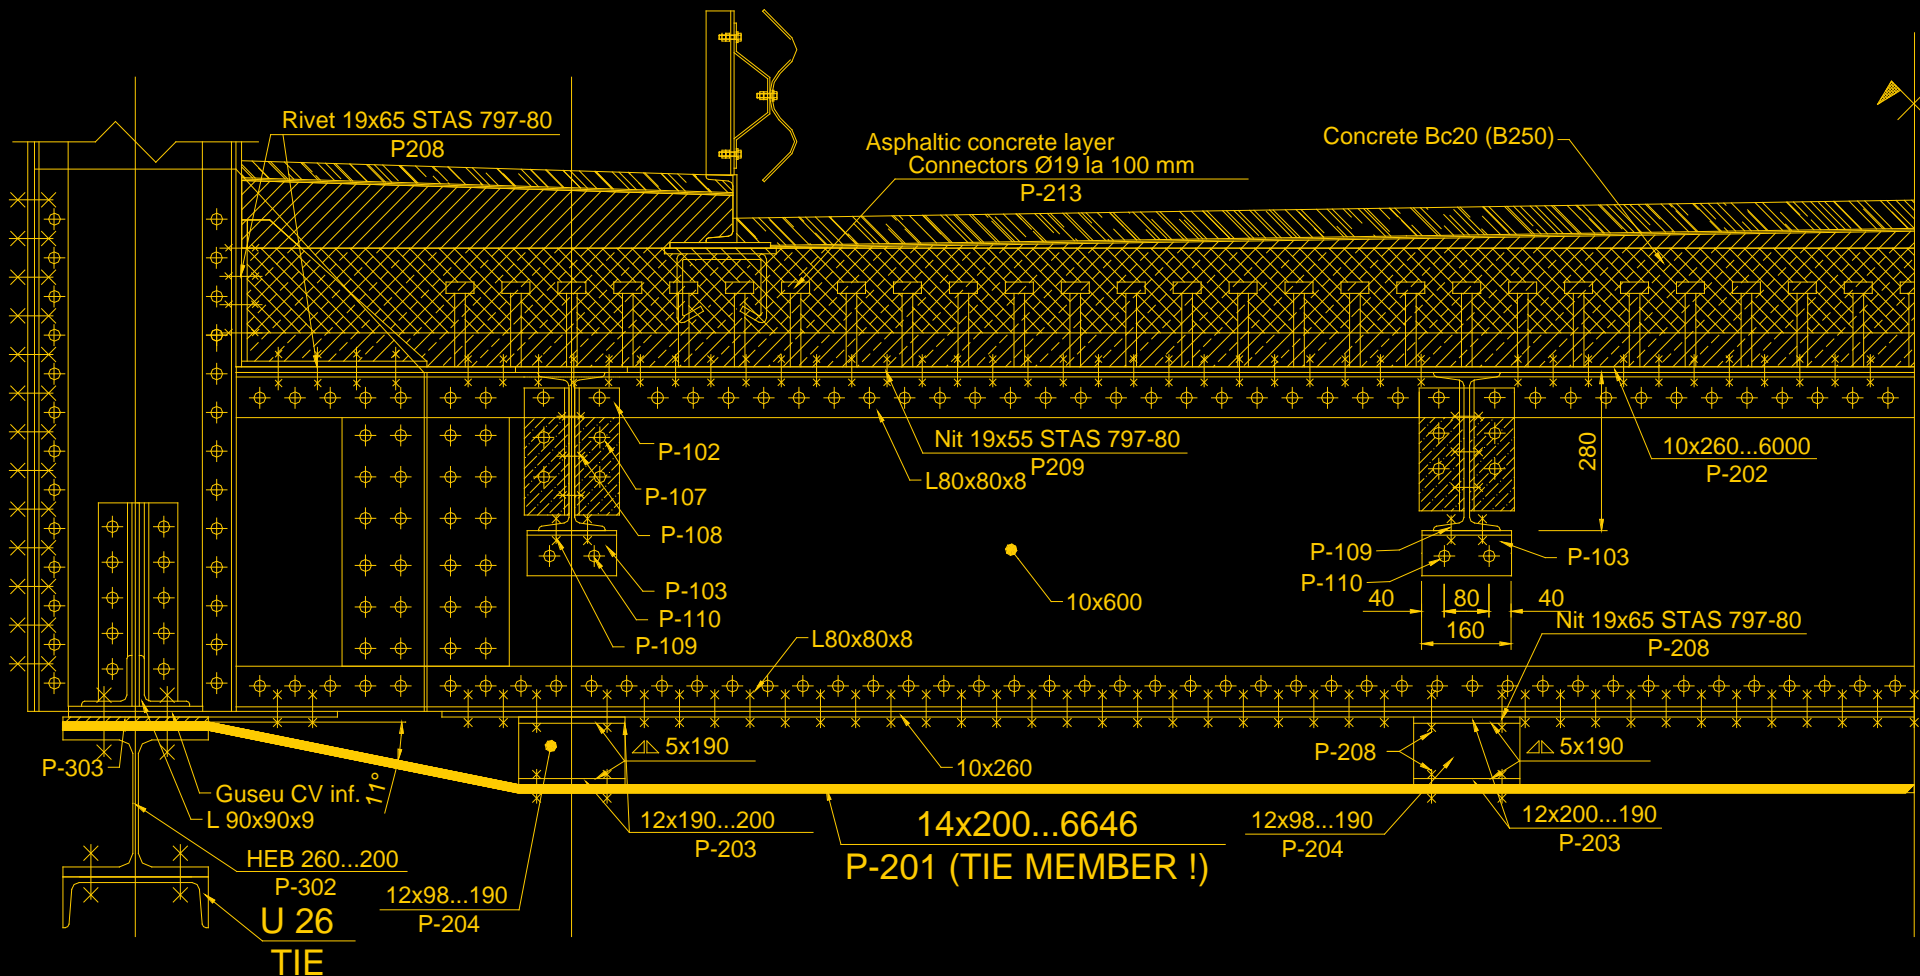 Rivet 19x65 STAS 797-80
P208
Asphaltic concrete layer
Connectors Ø19 la 100 mm
P-213
Concrete Bc20 (B250)
P-102
P-107
P-108
P-103
P-110
P-109
Nit 19x55 STAS 797-80
P209
L80x80x8
10x600
L80x80x8
280
10x260...6000
P-202
P-109
P-110
P-103
40
80
40
160
Nit 19x65 STAS 797-80
P-208
P-303
Guseu CV inf.
L 90x90x9
11°
HEB 260...200
P-302
U 26
TIE
12x98...190
P-204
5x190
12x190...200
P-203
10x260
14x200...6646
P-201 (TIE MEMBER !)
P-208
5x190
12x98...190
P-204
12x200...190
P-203